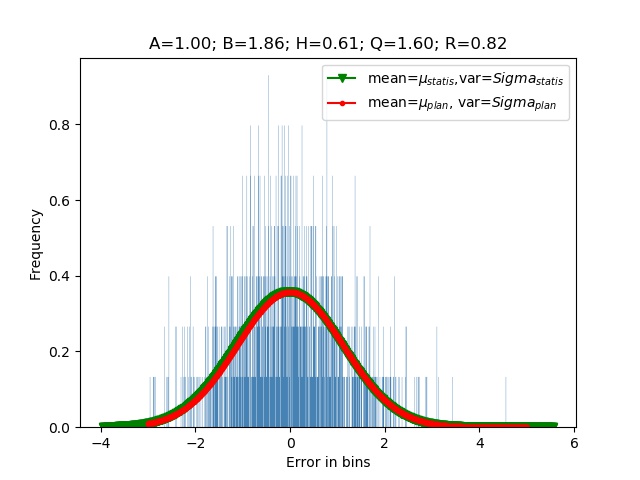 A=1.00; B=1.86; H=0.61; Q=1.60; R=0.82
mean=μstatis,var=Sigmastatis
mean=μplan, var=Sigmaplan
Frequency
0.8
0.6
0.4
0.2
0.0
−4 −2 0 2 4 6
Error in bins